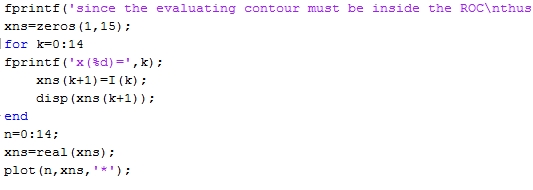 fprintf('since the evaluating contour must be inside the ROC\nthus
xns=zeros(1,15);
for k=0:14
fprintf('x(%d)=',k);
xns(k+1)=I(k);
disp(xns(k+1));
end
n=0:14;
xns=real(xns);
plot(n,xns,'*');